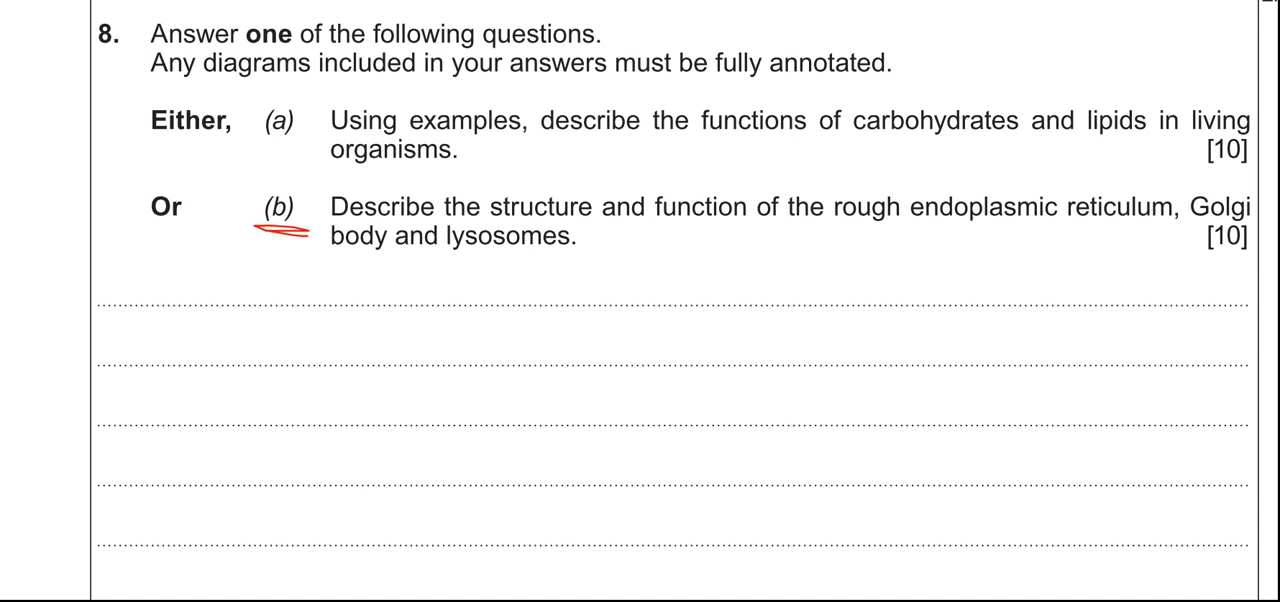 8. Answer one of the following questions.
Any diagrams included in your answers must be fully annotated.
Either, (a) Using examples, describe the functions of carbohydrates and lipids in living
organisms. [10]
Or (b) Describe the structure and function of the rough endoplasmic reticulum, Golgi
body and lysosomes. [10]